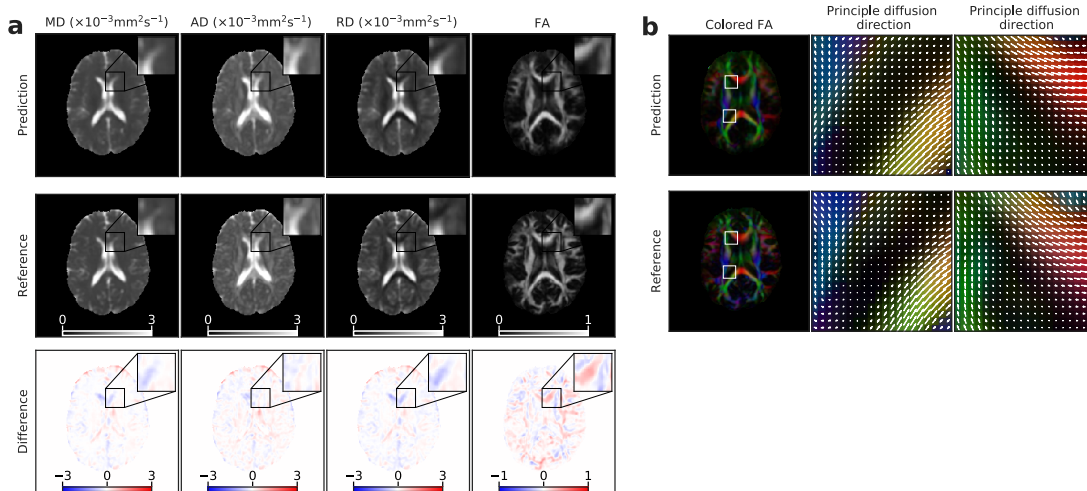 a
MD (×10⁻³mm²s⁻¹)
AD (×10⁻³mm²s⁻¹)
RD (×10⁻³mm²s⁻¹)
FA
Prediction
Reference
0 3
0 3
0 3
0 1
Difference
−3 0 3
−3 0 3
−3 0 3
−1 0 1
b
Colored FA
Principle diffusion
direction
Principle diffusion
direction
Prediction
Reference